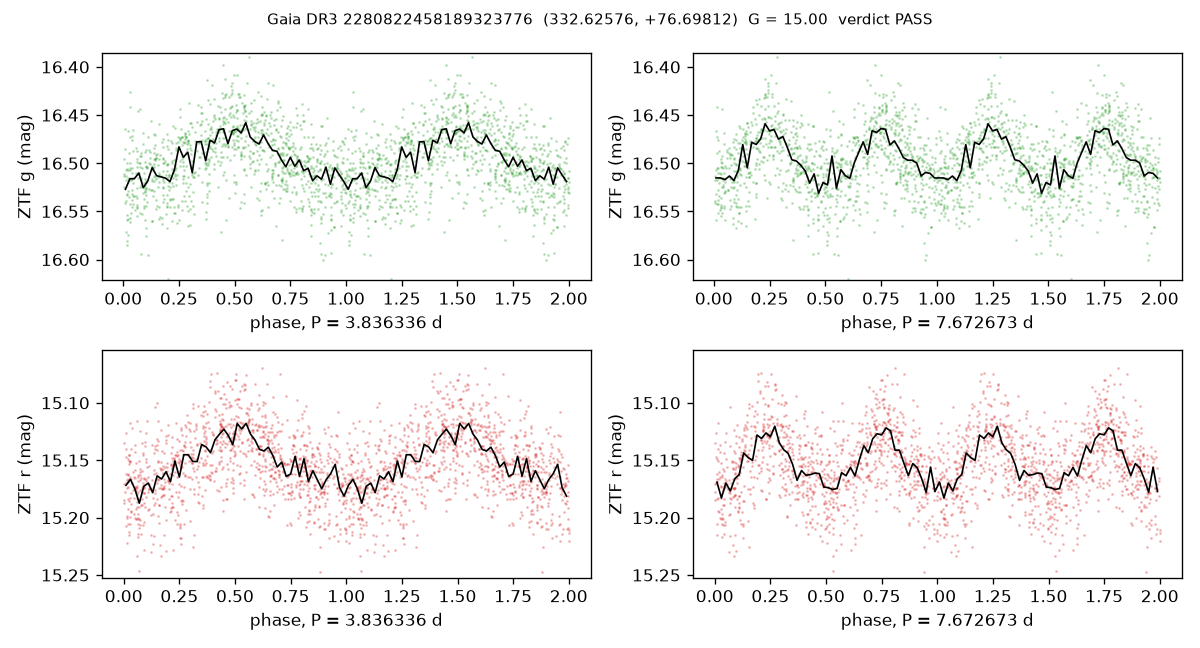 Gaia DR3 2280822458189323776 (332.62576, +76.69812) G = 15.00 verdict PASS
ZTF g (mag)
16.40
16.45
16.50
16.55
16.60
0.00 0.25 0.50 0.75 1.00 1.25 1.50 1.75 2.00
phase, P = 3.836336 d
ZTF g (mag)
16.40
16.45
16.50
16.55
16.60
0.00 0.25 0.50 0.75 1.00 1.25 1.50 1.75 2.00
phase, P = 7.672673 d
ZTF r (mag)
15.10
15.15
15.20
15.25
0.00 0.25 0.50 0.75 1.00 1.25 1.50 1.75 2.00
phase, P = 3.836336 d
ZTF r (mag)
15.10
15.15
15.20
15.25
0.00 0.25 0.50 0.75 1.00 1.25 1.50 1.75 2.00
phase, P = 7.672673 d